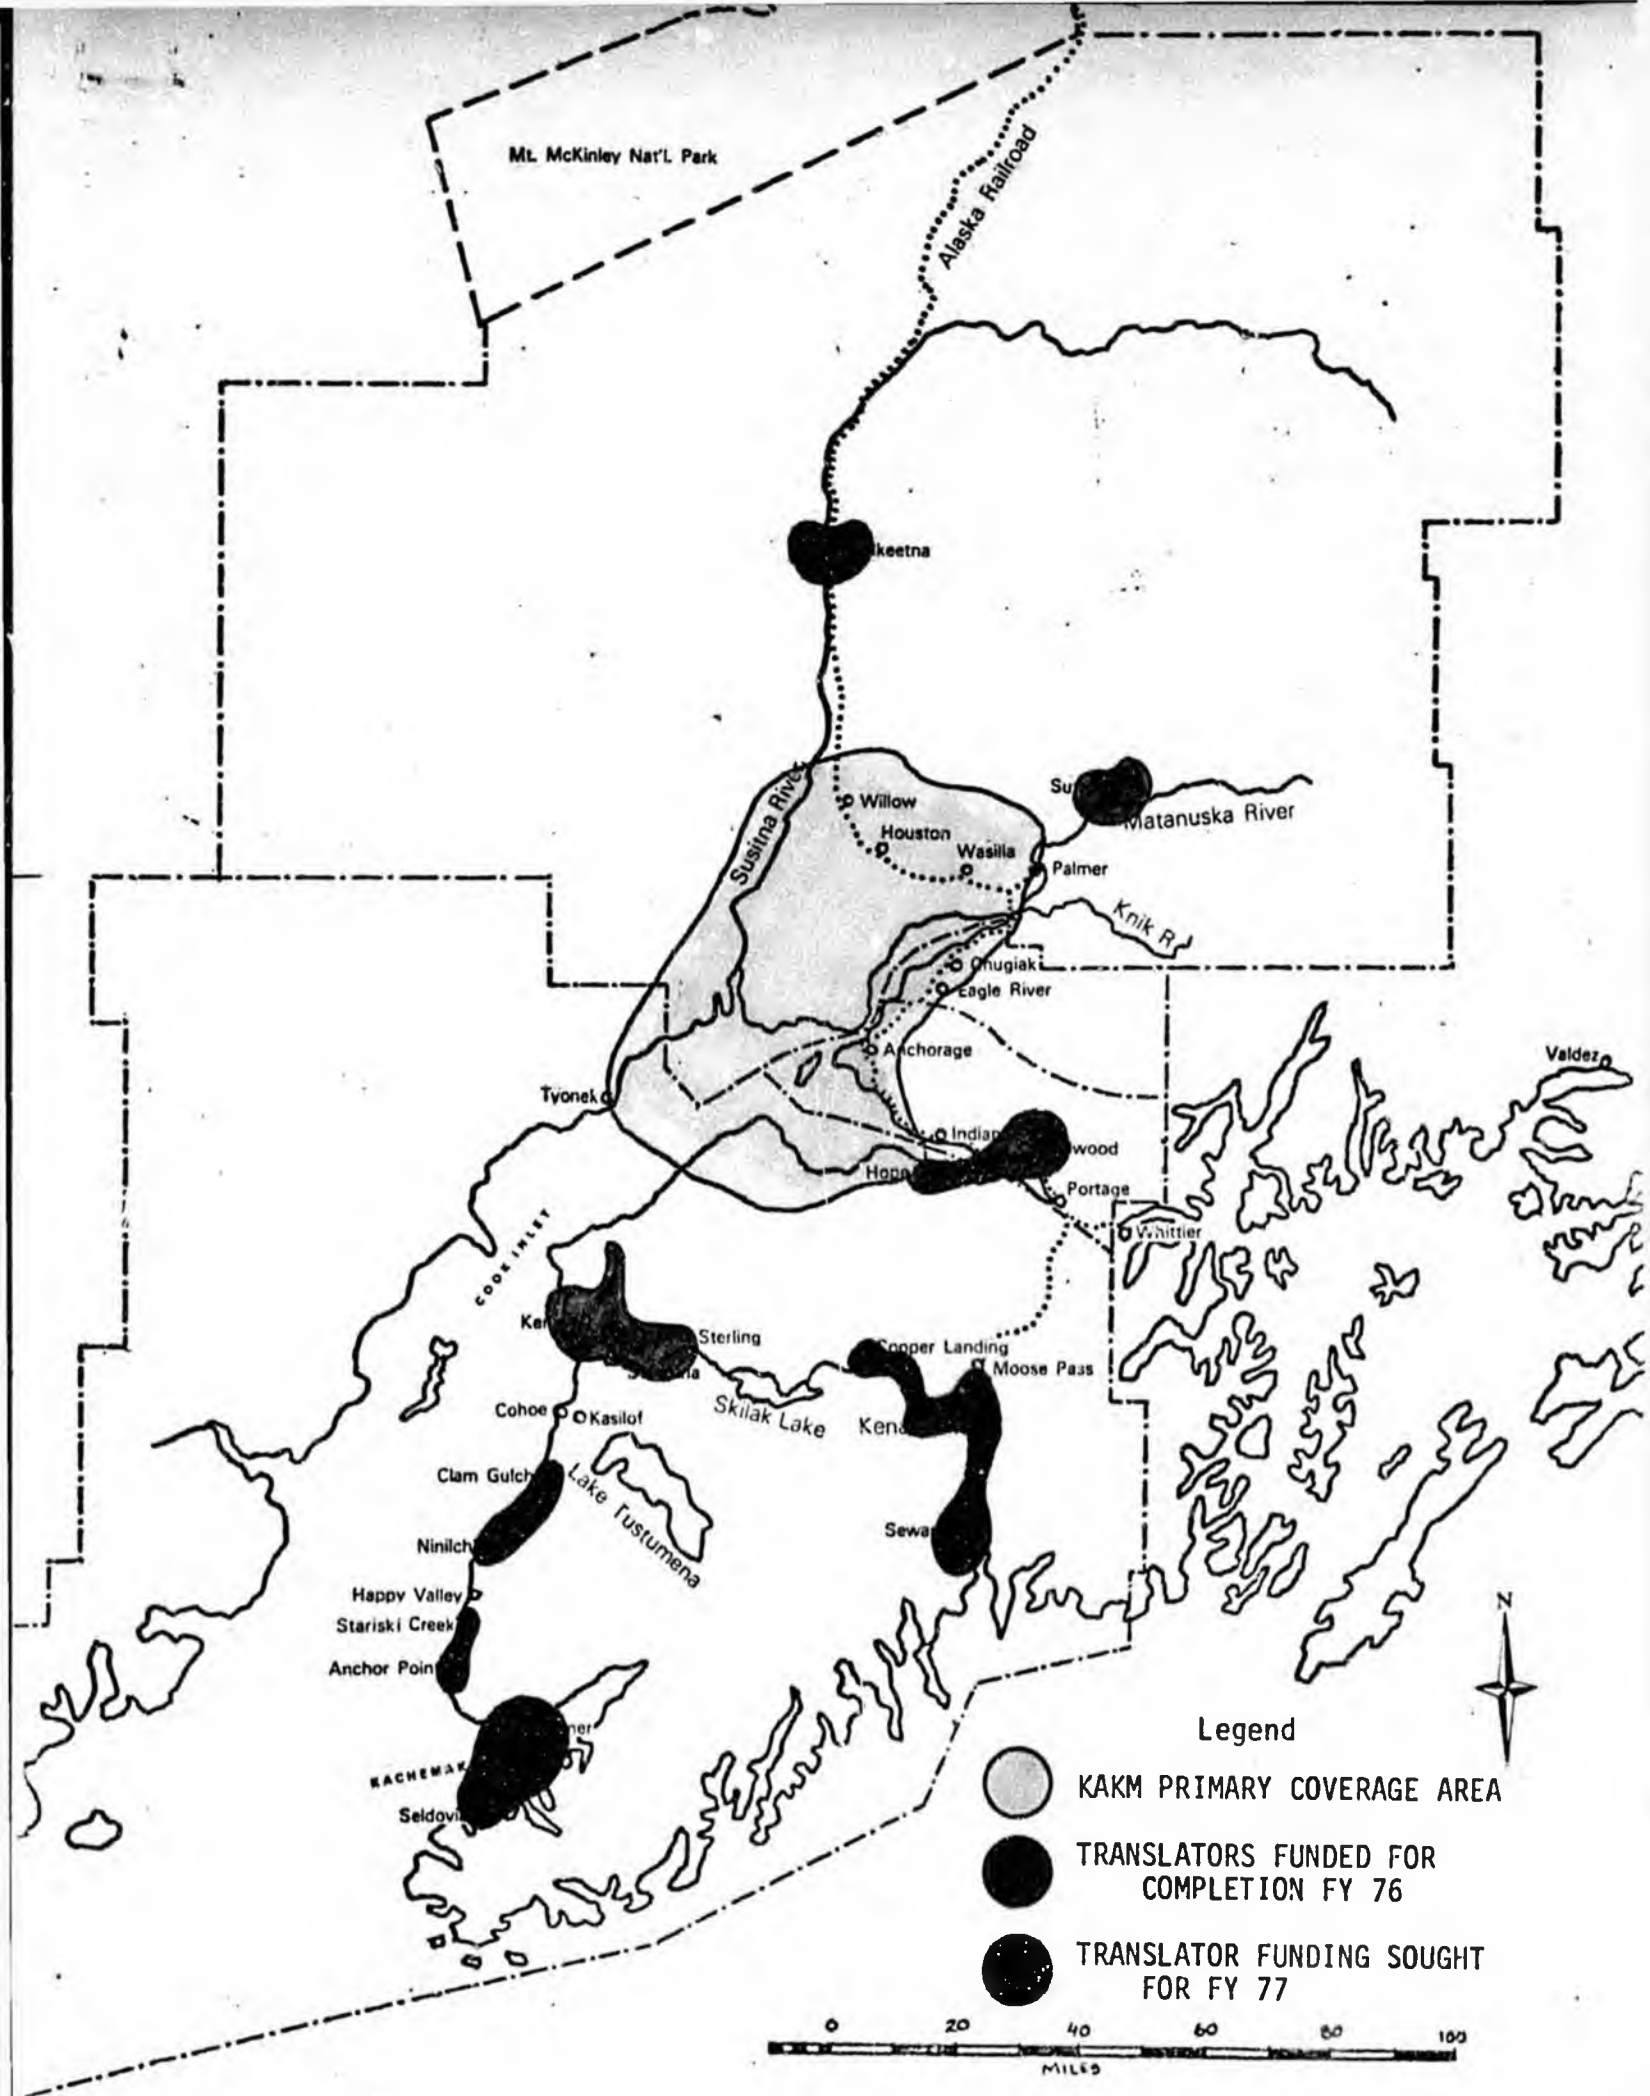 Mt. McKinley Nat'l. Park
Alaska Railroad
keetna
Susitna River
Willow
Houston
Wasilla
Su
Matanuska River
Palmer
Knik R
Chugiak
Eagle River
Anchorage
Valdez
Tyonek
Indian
wood
Hope
Portage
Whittier
COOK INLET
Ken
Sterling
na
Cooper Landing
Moose Pass
Skilak Lake
Kena
Cohoe
Kasilof
Clam Gulch
Lake Tustumena
Ninilch
Sewa
Happy Valley
Stariski Creek
Anchor Poin
ner
KACHEMAK
Seldovi
N
Legend
KAKM PRIMARY COVERAGE AREA
TRANSLATORS FUNDED FOR
COMPLETION FY 76
TRANSLATOR FUNDING SOUGHT
FOR FY 77
0 20 40 60 80 100
MILES